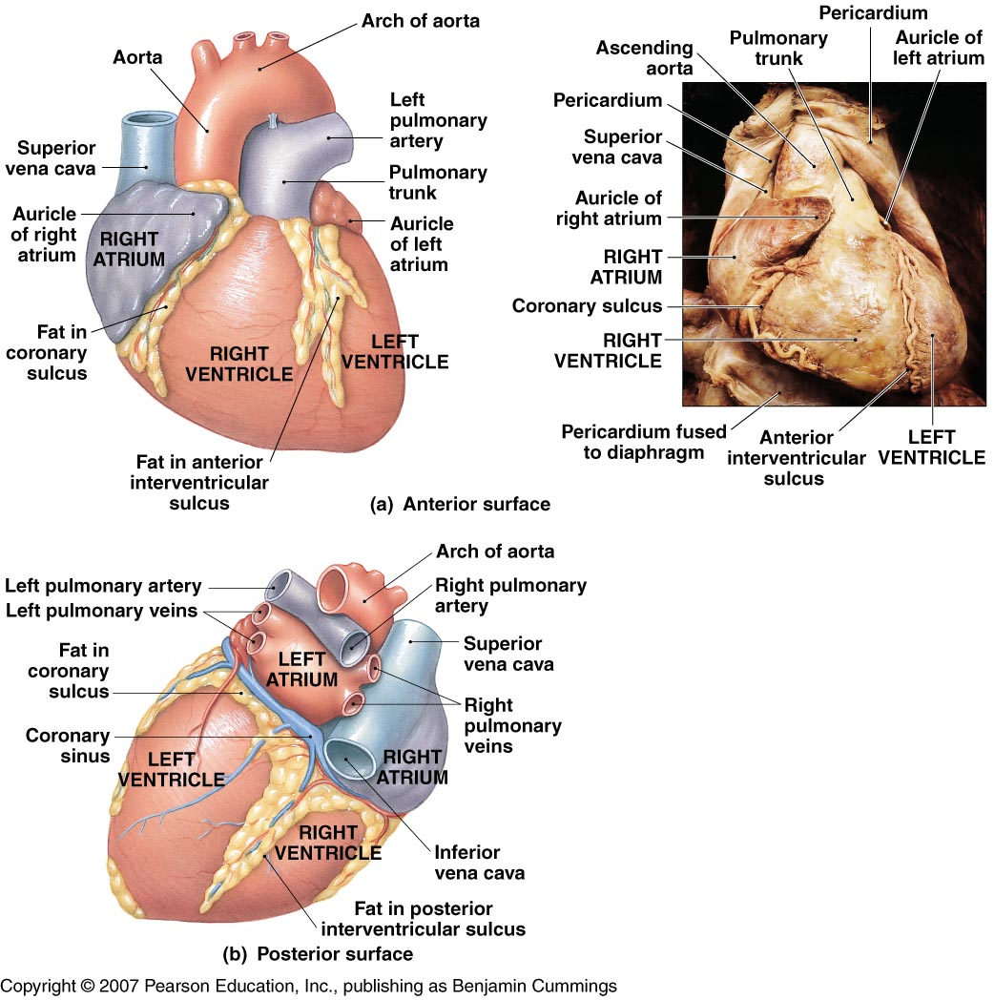 Arch of aorta
Aorta
Left
pulmonary
artery
Superior
vena cava
Pulmonary
trunk
Auricle
of right
atrium
RIGHT
ATRIUM
Auricle
of left
atrium
Fat in
coronary
sulcus
RIGHT
VENTRICLE
LEFT
VENTRICLE
Fat in anterior
interventricular
sulcus
Pericardium
Ascending
aorta
Pulmonary
trunk
Auricle of
left atrium
Pericardium
Superior
vena cava
Auricle of
right atrium
RIGHT
ATRIUM
Coronary sulcus
RIGHT
VENTRICLE
Pericardium fused
to diaphragm
Anterior
interventricular
sulcus
LEFT
VENTRICLE
(a) Anterior surface
Arch of aorta
Left pulmonary artery
Right pulmonary
artery
Left pulmonary veins
Superior
vena cava
Fat in
coronary
sulcus
LEFT
ATRIUM
Right
pulmonary
veins
Coronary
sinus
LEFT
VENTRICLE
RIGHT
ATRIUM
RIGHT
VENTRICLE
Inferior
vena cava
Fat in posterior
interventricular sulcus
(b) Posterior surface
Copyright © 2007 Pearson Education, Inc., publishing as Benjamin Cummings